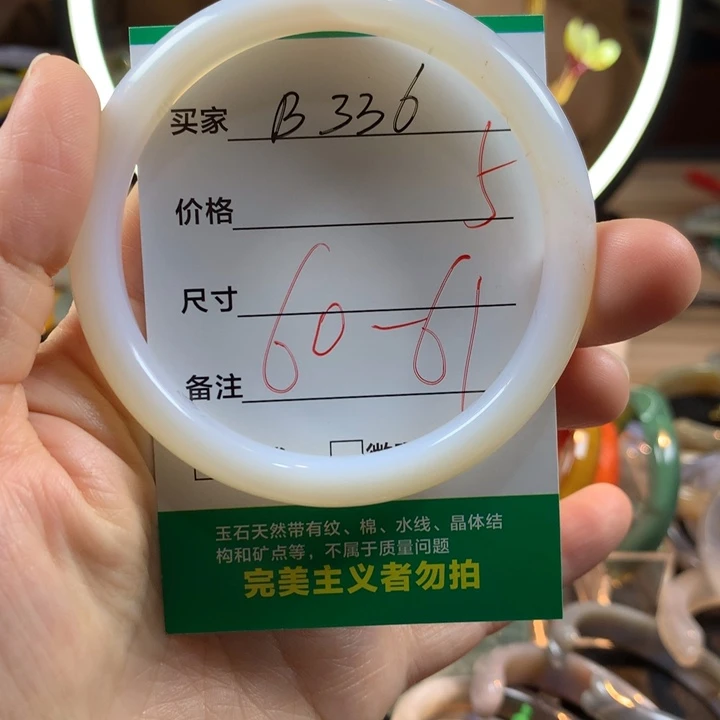 买家 B 336
价格 5
尺寸 60-61
备注
玉石天然带有纹、棉、水线、晶体结
构和矿点等，不属于质量问题
完美主义者勿拍